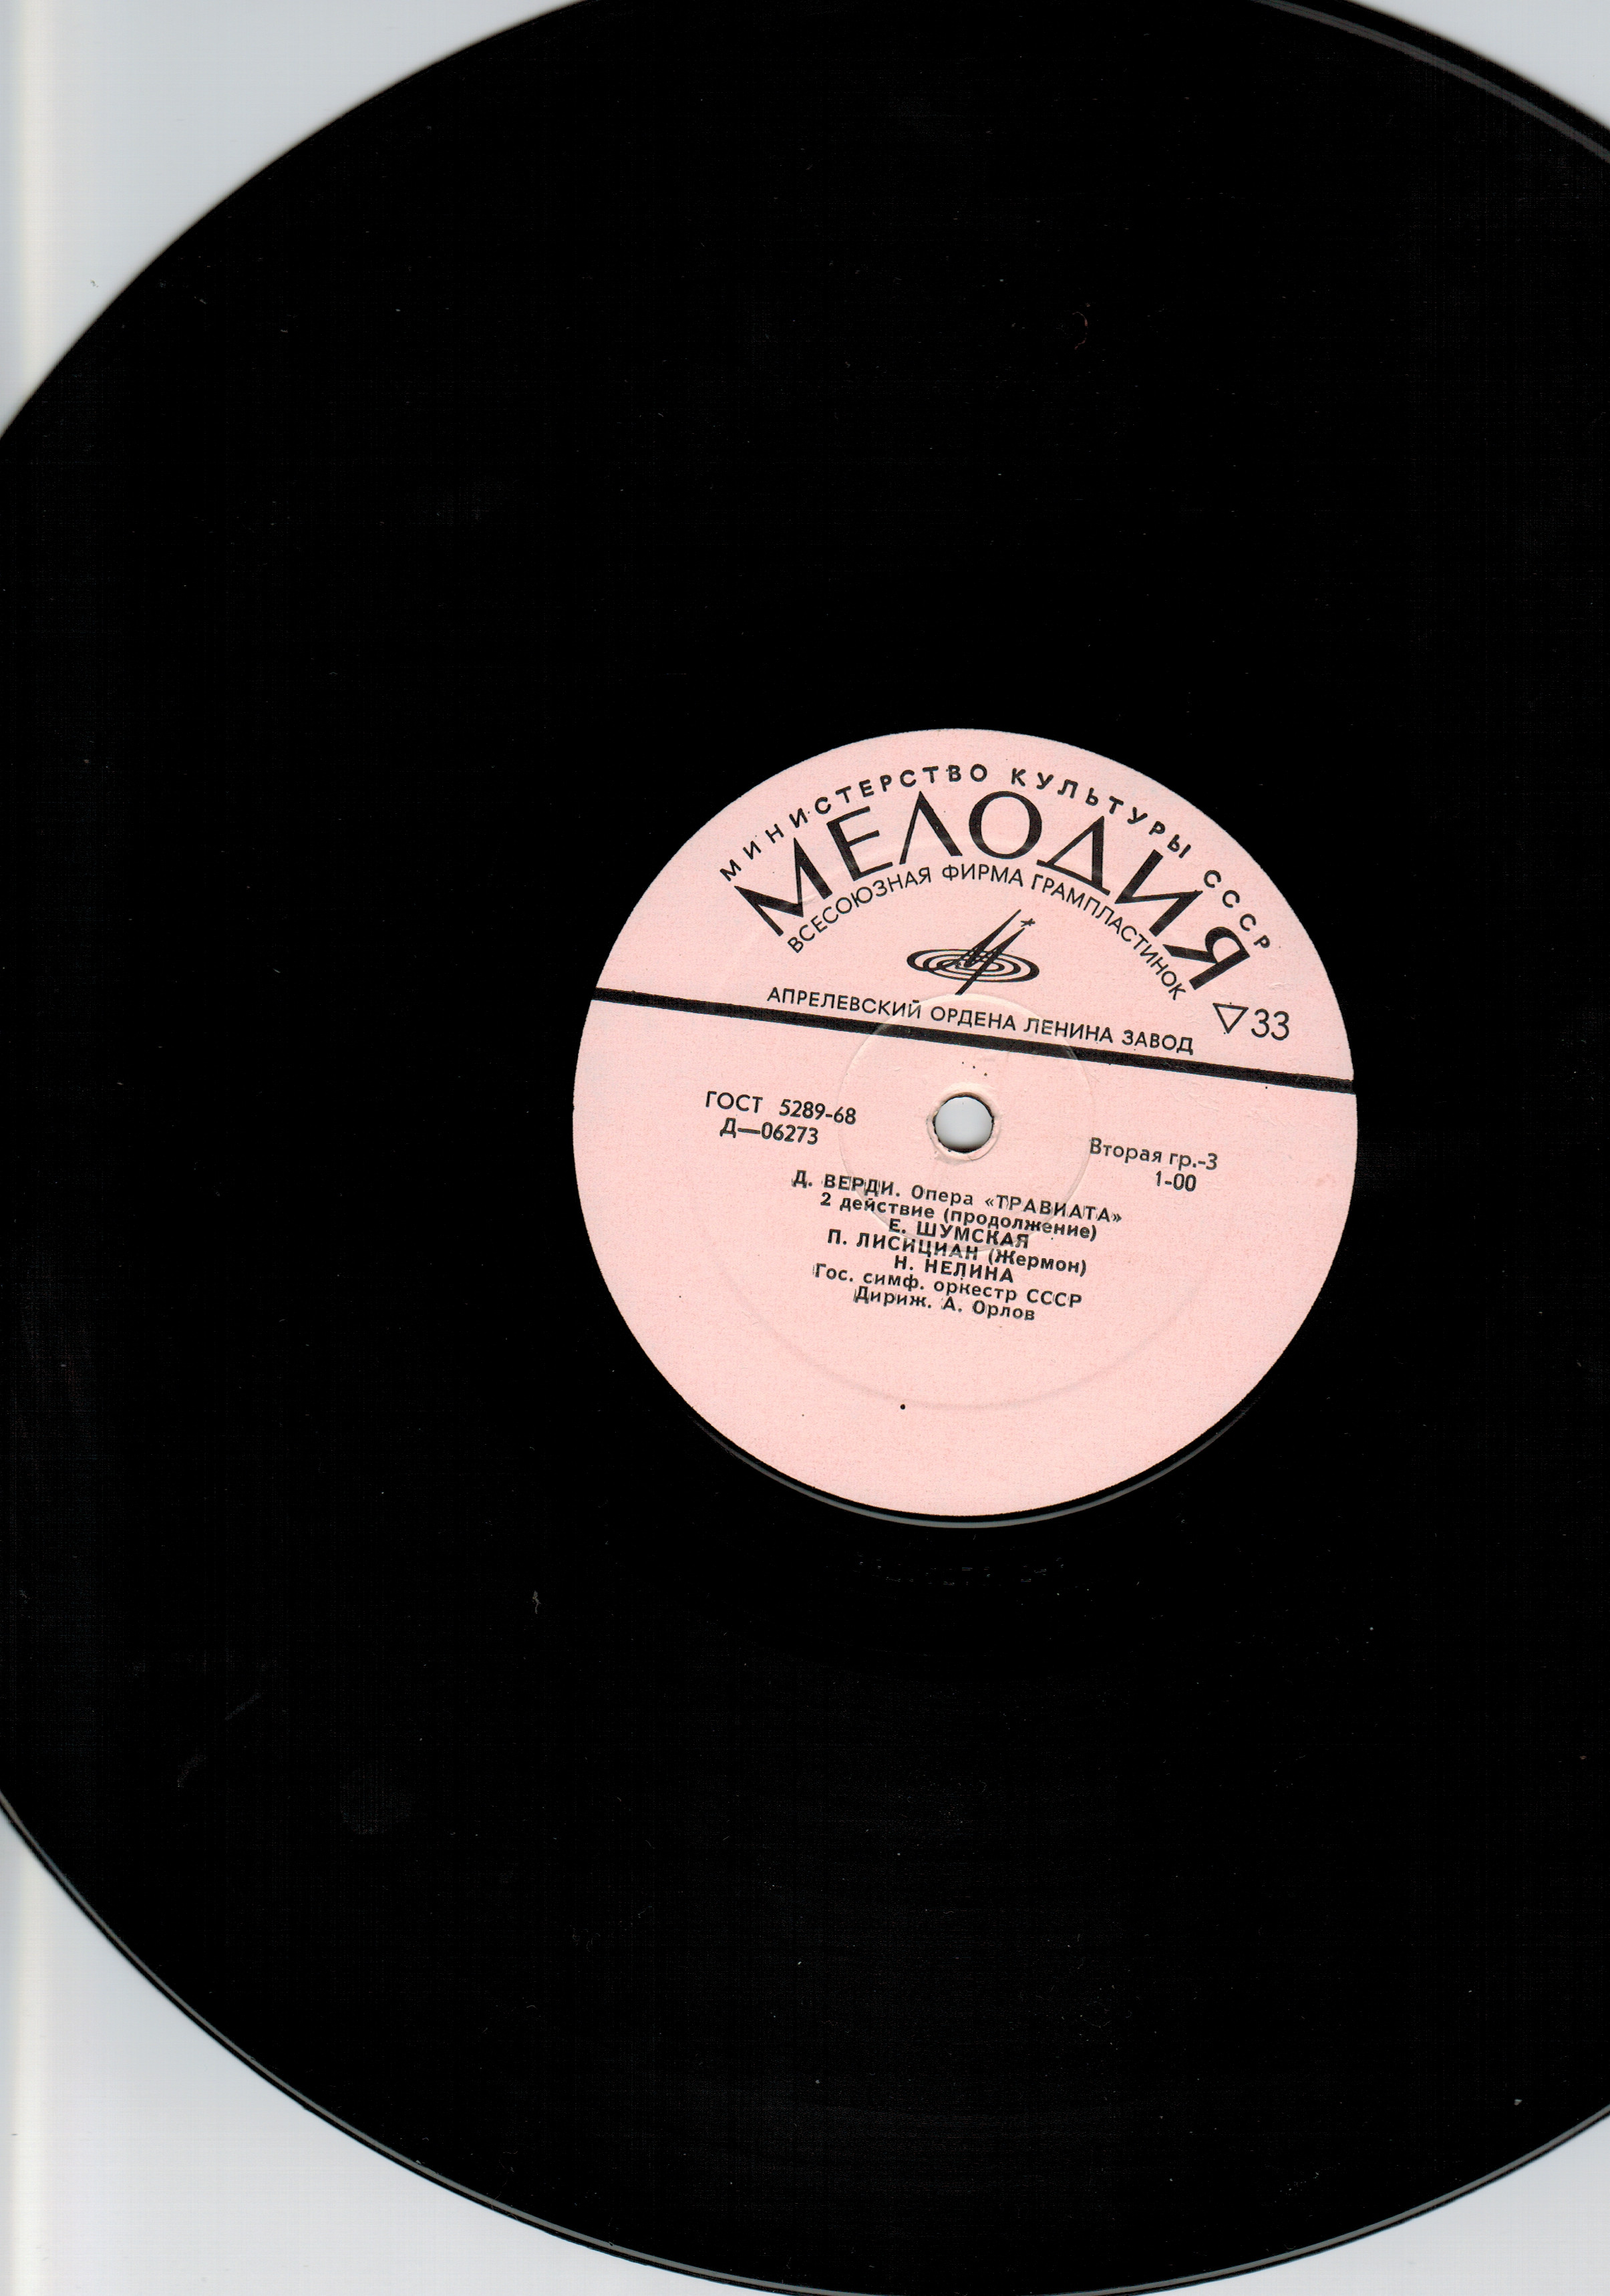 МИНИСТЕРСТВО КУЛЬТУРЫ СССР
МЕЛОДИЯ
ВСЕСОЮЗНАЯ ФИРМА ГРАМПЛАСТИНОК
33
АПРЕЛЕВСКИЙ ОРДЕНА ЛЕНИНА ЗАВОД
ГОСТ 5289-68
Д—06273
Вторая гр.-3
1-00
Д. ВЕРДИ. Опера «ТРАВИАТА»
2 действие (продолжение)
Е. ШУМСКАЯ
П. ЛИСИЦИАН (Жермон)
Н. НЕЛИНА
Гос. симф. оркестр СССР
Дириж. А. Орлов